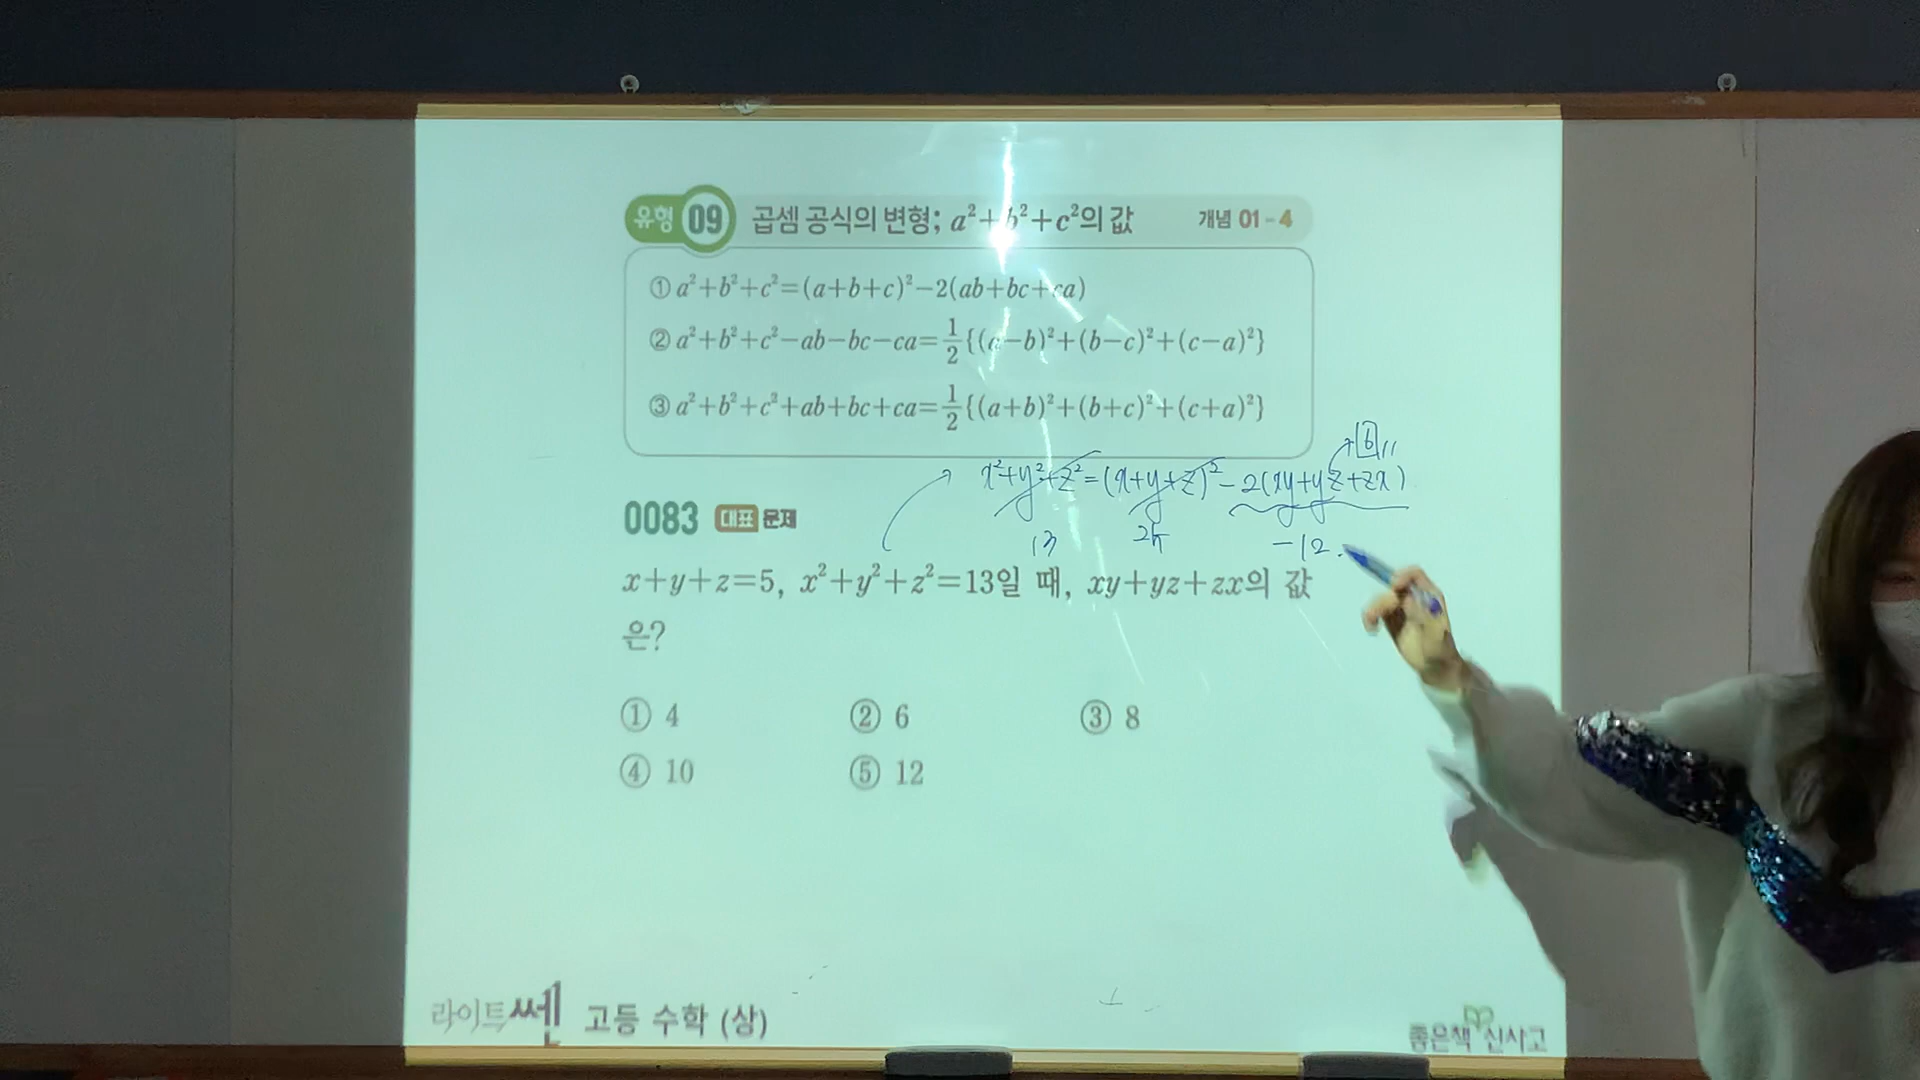 유형 09 곱셈 공식의 변형; a²+b²+c²의 값 개념 01-4
① a²+b²+c²=(a+b+c)²-2(ab+bc+ca)
② a²+b²+c²-ab-bc-ca=1/2{(a-b)²+(b-c)²+(c-a)²}
③ a²+b²+c²+ab+bc+ca=1/2{(a+b)²+(b+c)²+(c+a)²}
6
x²+y²+z²=(x+y+z)²-2(xy+yz+zx)
0083 대표 문제
13 25 -12
x+y+z=5, x²+y²+z²=13일 때, xy+yz+zx의 값
은?
① 4 ② 6 ③ 8
④ 10 ⑤ 12
라이트쎈 고등 수학 (상)
좋은책 신사고